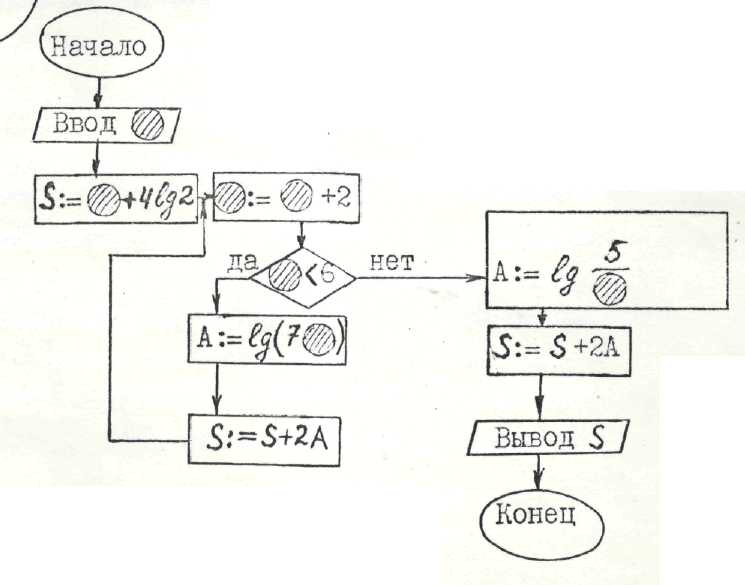 Начало
Ввод
S:= +4lg2
:= +2
да
<6
нет
A:= lg 5/
A:=lg(7 )
S:= S+2A
S:=S+2A
Вывод S
Конец